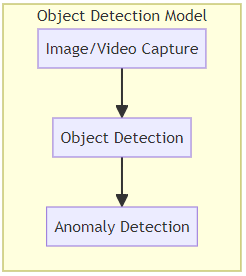 Object Detection Model
Image/Video Capture
Object Detection
Anomaly Detection